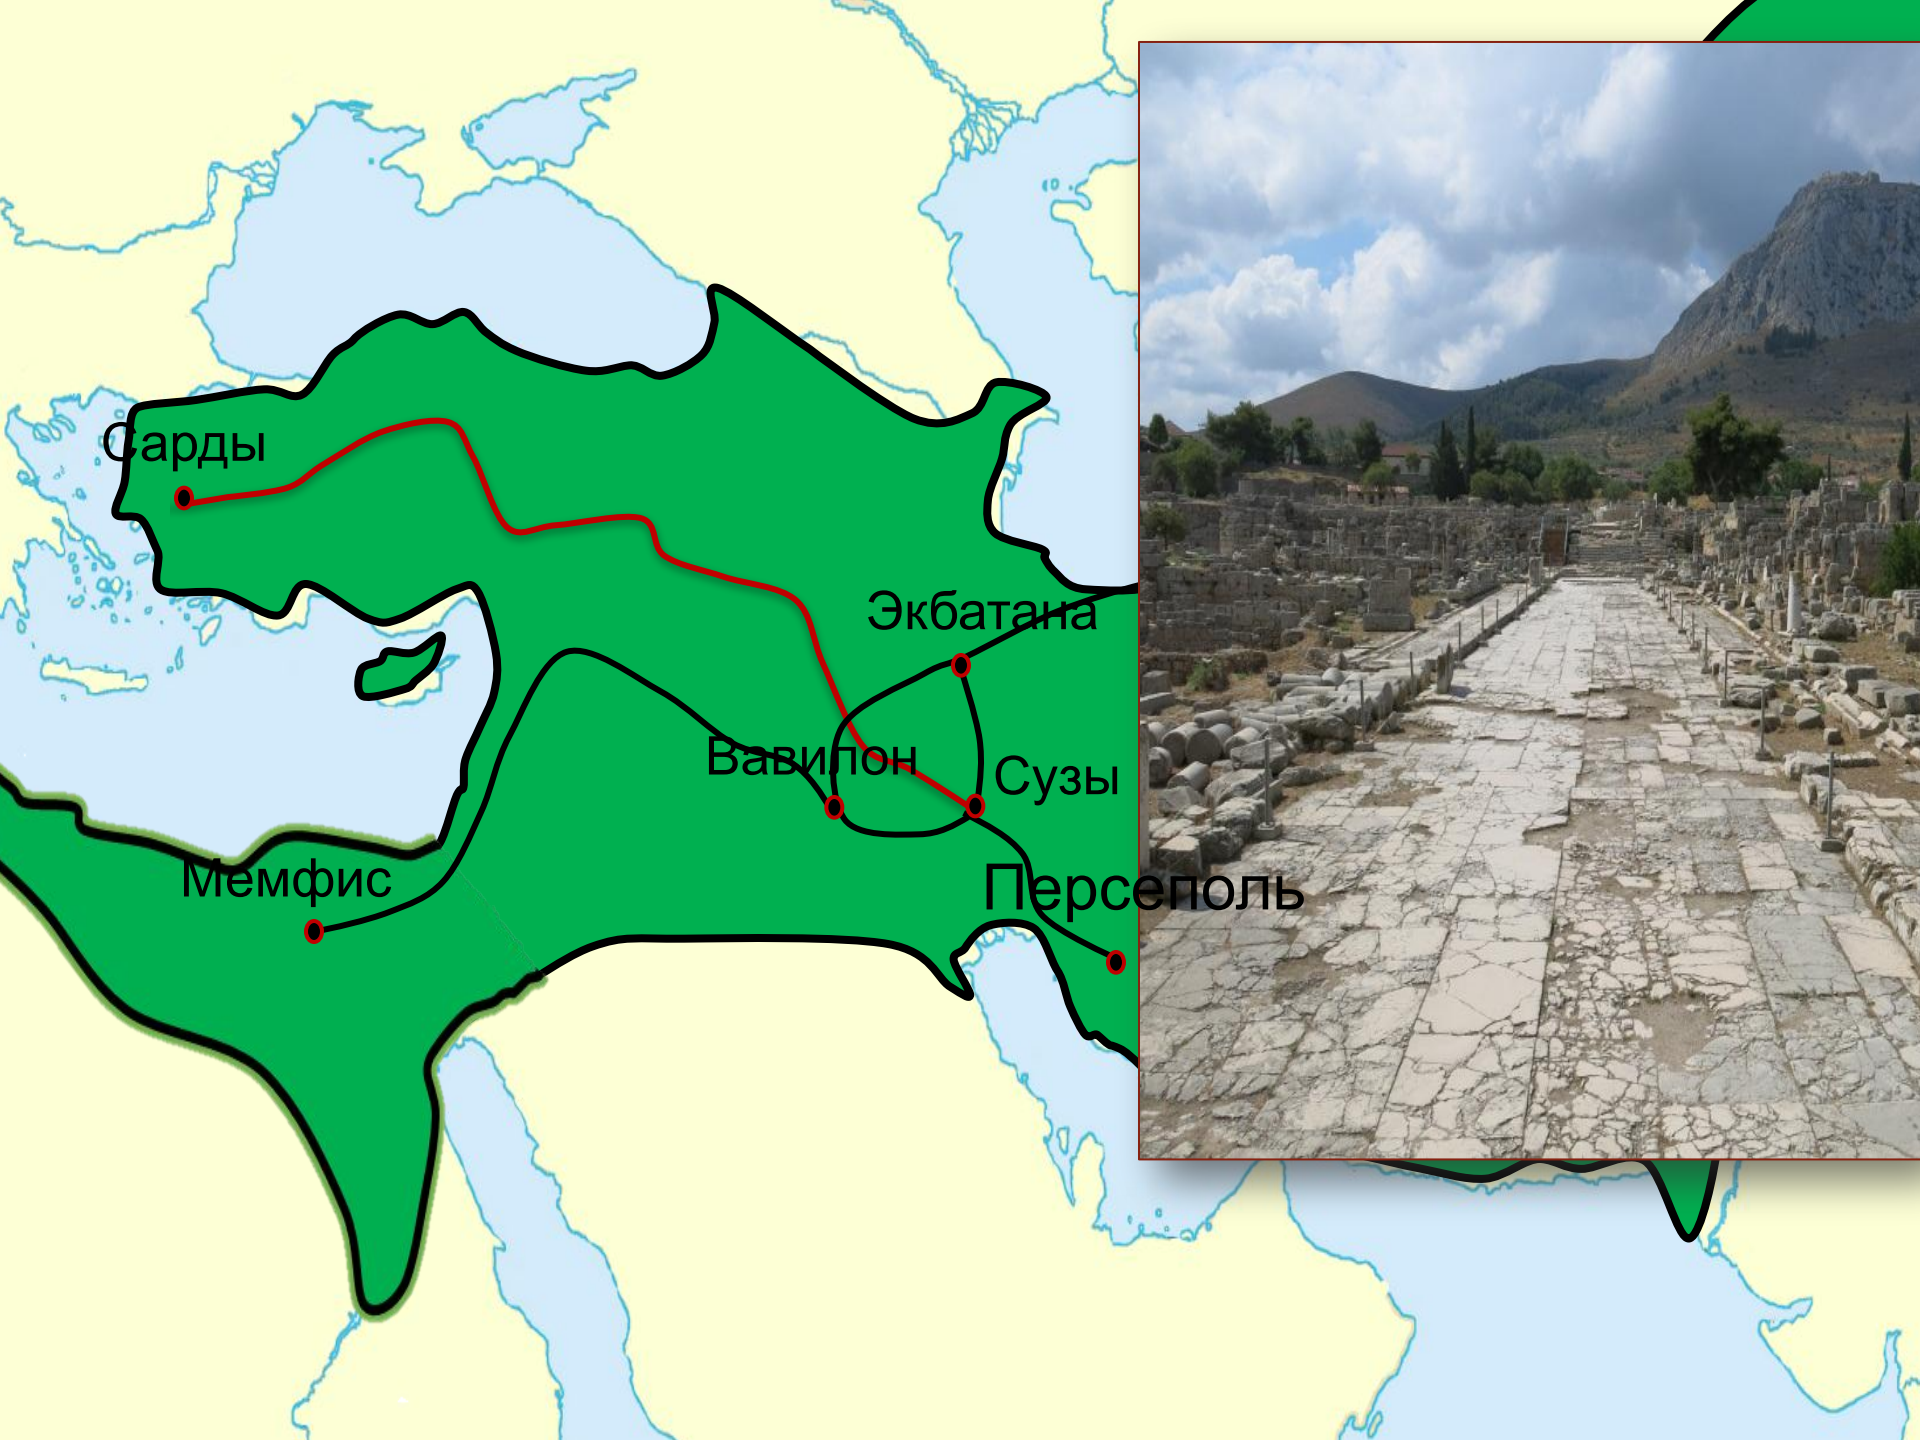 Сарды
Экбатана
Вавилон
Сузы
Мемфис
Персеполь